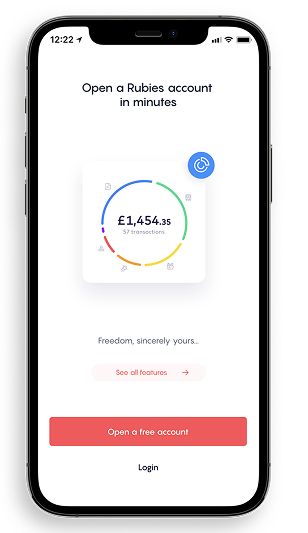 12:22
Open a Rubies account
in minutes
£1,454.35
57 transactions
Freedom, sincerely yours...
See all features →
Open a free account
Login